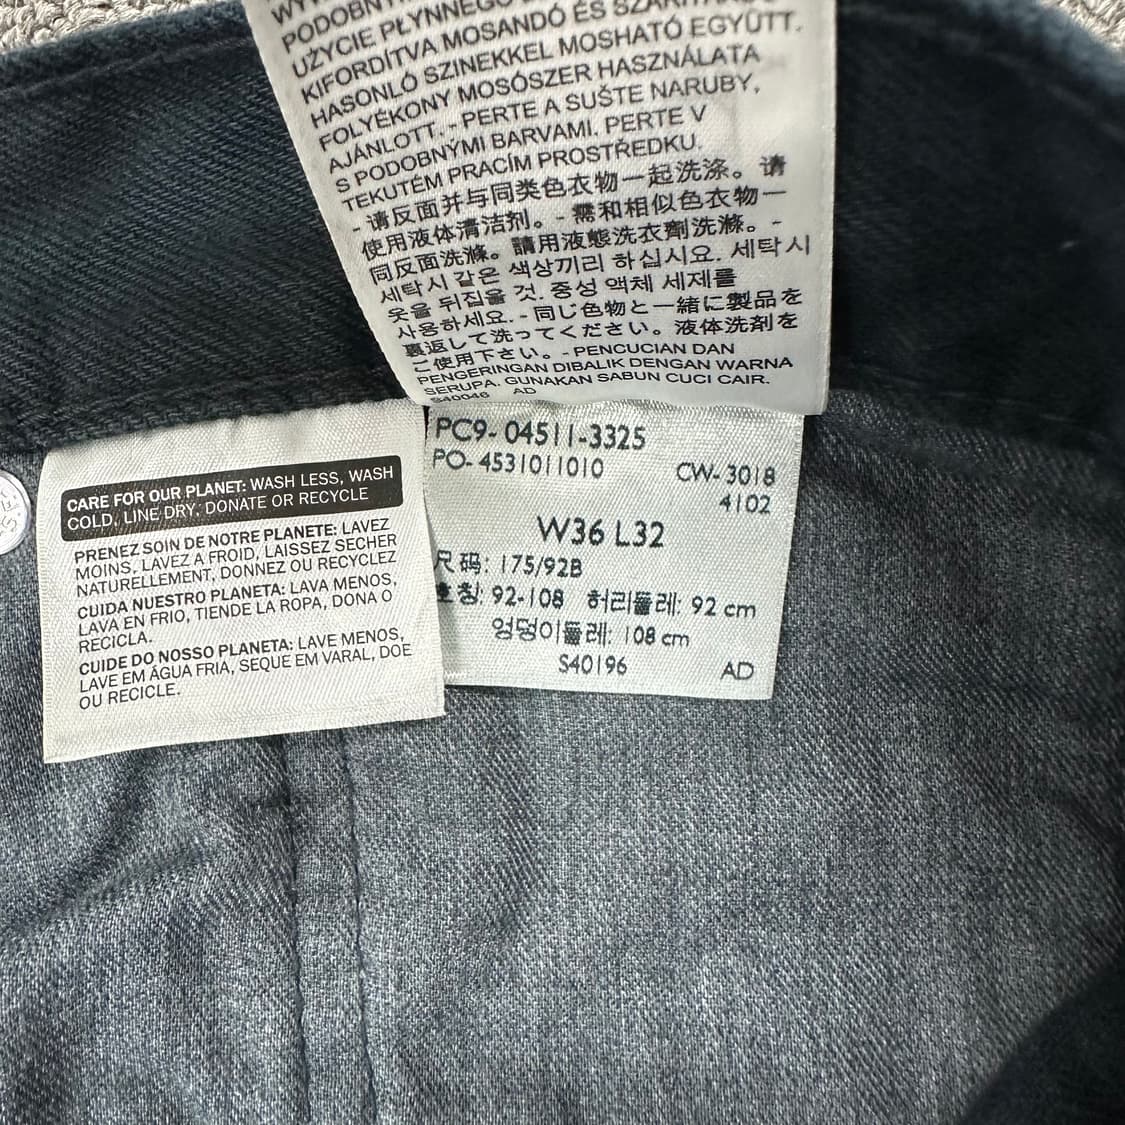 PODOBNY
UŻYCIE PŁYNNEGO
KIFORDÍTVA MOSANDÓ ÉS
HASONLÓ SZINEKKEL MOSHATÓ EGYÜTT.
FOLYÉKONY MOSÓSZER HASZNÁLATA
AJÁNLOTT. - PERTE A SUŠTE NARUBY,
S PODOBNÝMI BARVAMI. PERTE V
TEKUTÉM PRACÍM PROSTŘEDKU.
- 请反面并与同类色衣物一起洗涤。请
使用液体清洁剂。- 需和相似色衣物一
同反面洗滌。請用液態洗衣劑洗滌。-
세탁시 같은 색상끼리 하십시요. 세탁시
옷을 뒤집을 것. 중성 액체 세제를
사용하세요. - 同じ色物と一緒に製品を
裏返して洗ってください。液体洗剤を
ご使用下さい。- PENCUCIAN DAN
PENGERINGAN DIBALIK DENGAN WARNA
SERUPA. GUNAKAN SABUN CUCI CAIR.
S40046 AD
CARE FOR OUR PLANET: WASH LESS, WASH
COLD, LINE DRY, DONATE OR RECYCLE
PRENEZ SOIN DE NOTRE PLANETE: LAVEZ
MOINS, LAVEZ A FROID, LAISSEZ SECHER
NATURELLEMENT, DONNEZ OU RECYCLEZ
CUIDA NUESTRO PLANETA: LAVA MENOS,
LAVA EN FRIO, TIENDE LA ROPA, DONA O
RECICLA.
CUIDE DO NOSSO PLANETA: LAVE MENOS,
LAVE EM ÁGUA FRIA, SEQUE EM VARAL, DOE
OU RECICLE.
PC9- 04511-3325
PO- 4531011010 CW- 3018
4102
W36 L32
尺码: 175/92B
호칭: 92-108 허리둘레: 92 cm
엉덩이둘레: 108 cm
S40196 AD